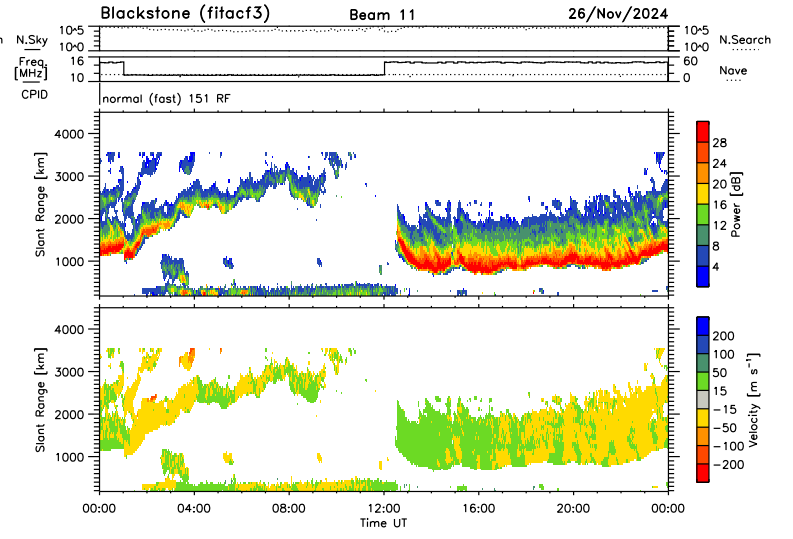 Blackstone (fitacf3) Beam 11 26/Nov/2024
N.Sky 10^5 10^0 10^5 10^0 N.Search
Freq. [MHz] 16 10 60 0 Nave
CPID normal (fast) 151 RF
Slant Range [km]
4000
3000
2000
1000
28
24
20
16
12
8
4
Power [dB]
Slant Range [km]
4000
3000
2000
1000
200
100
50
15
-15
-50
-100
-200
Velocity [m s⁻¹]
00:00 04:00 08:00 12:00 16:00 20:00 00:00
Time UT